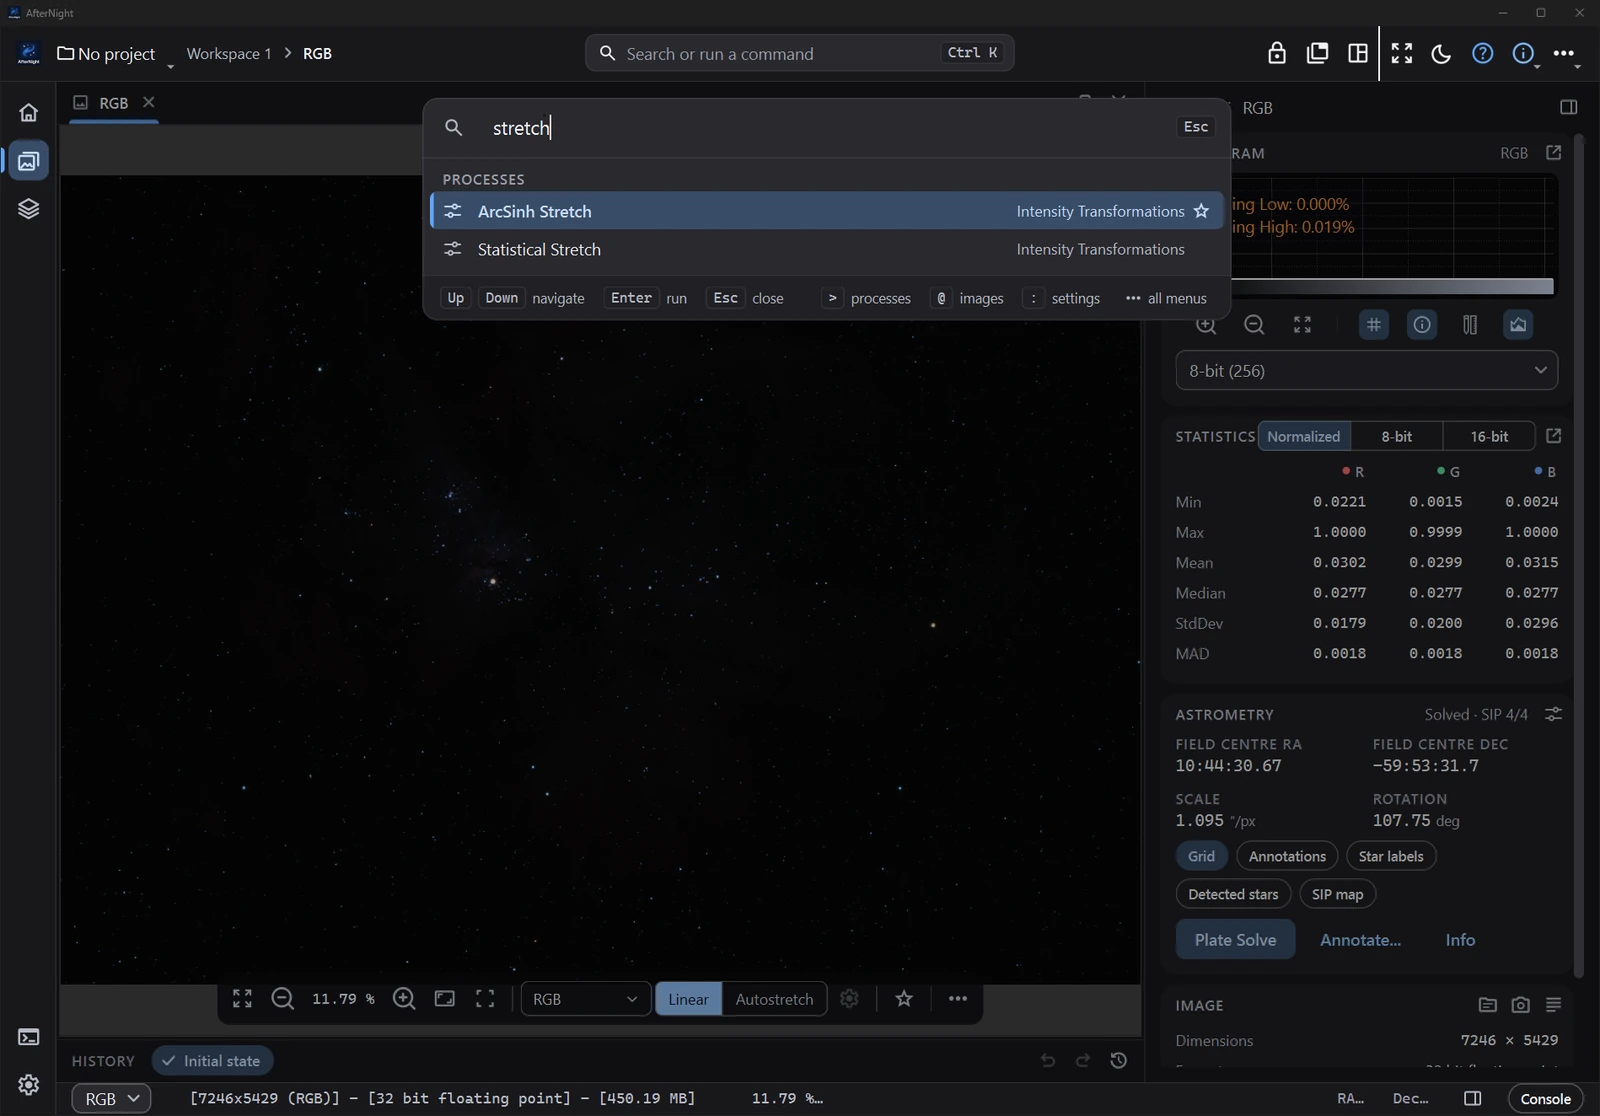 AfterNight
No project
Workspace 1 > RGB
Search or run a command
Ctrl K
RGB
stretch
Esc
PROCESSES
ArcSinh Stretch
Intensity Transformations
Statistical Stretch
Intensity Transformations
Up Down navigate Enter run Esc close > processes @ images : settings ••• all menus
RGB
RAM
RGB
ing Low: 0.000%
ing High: 0.019%
8-bit (256)
STATISTICS Normalized 8-bit 16-bit
R G B
Min 0.0221 0.0015 0.0024
Max 1.0000 0.9999 1.0000
Mean 0.0302 0.0299 0.0315
Median 0.0277 0.0277 0.0277
StdDev 0.0179 0.0200 0.0296
MAD 0.0018 0.0018 0.0018
ASTROMETRY Solved · SIP 4/4
FIELD CENTRE RA FIELD CENTRE DEC
10:44:30.67 −59:53:31.7
SCALE ROTATION
1.095 "/px 107.75 deg
Grid Annotations Star labels
Detected stars SIP map
Plate Solve Annotate... Info
IMAGE
Dimensions 7246 × 5429
11.79 %
RGB
Linear Autostretch
HISTORY Initial state
RGB
[7246x5429 (RGB)] – [32 bit floating point] – [450.19 MB]
11.79 %…
RA… Dec…
Console